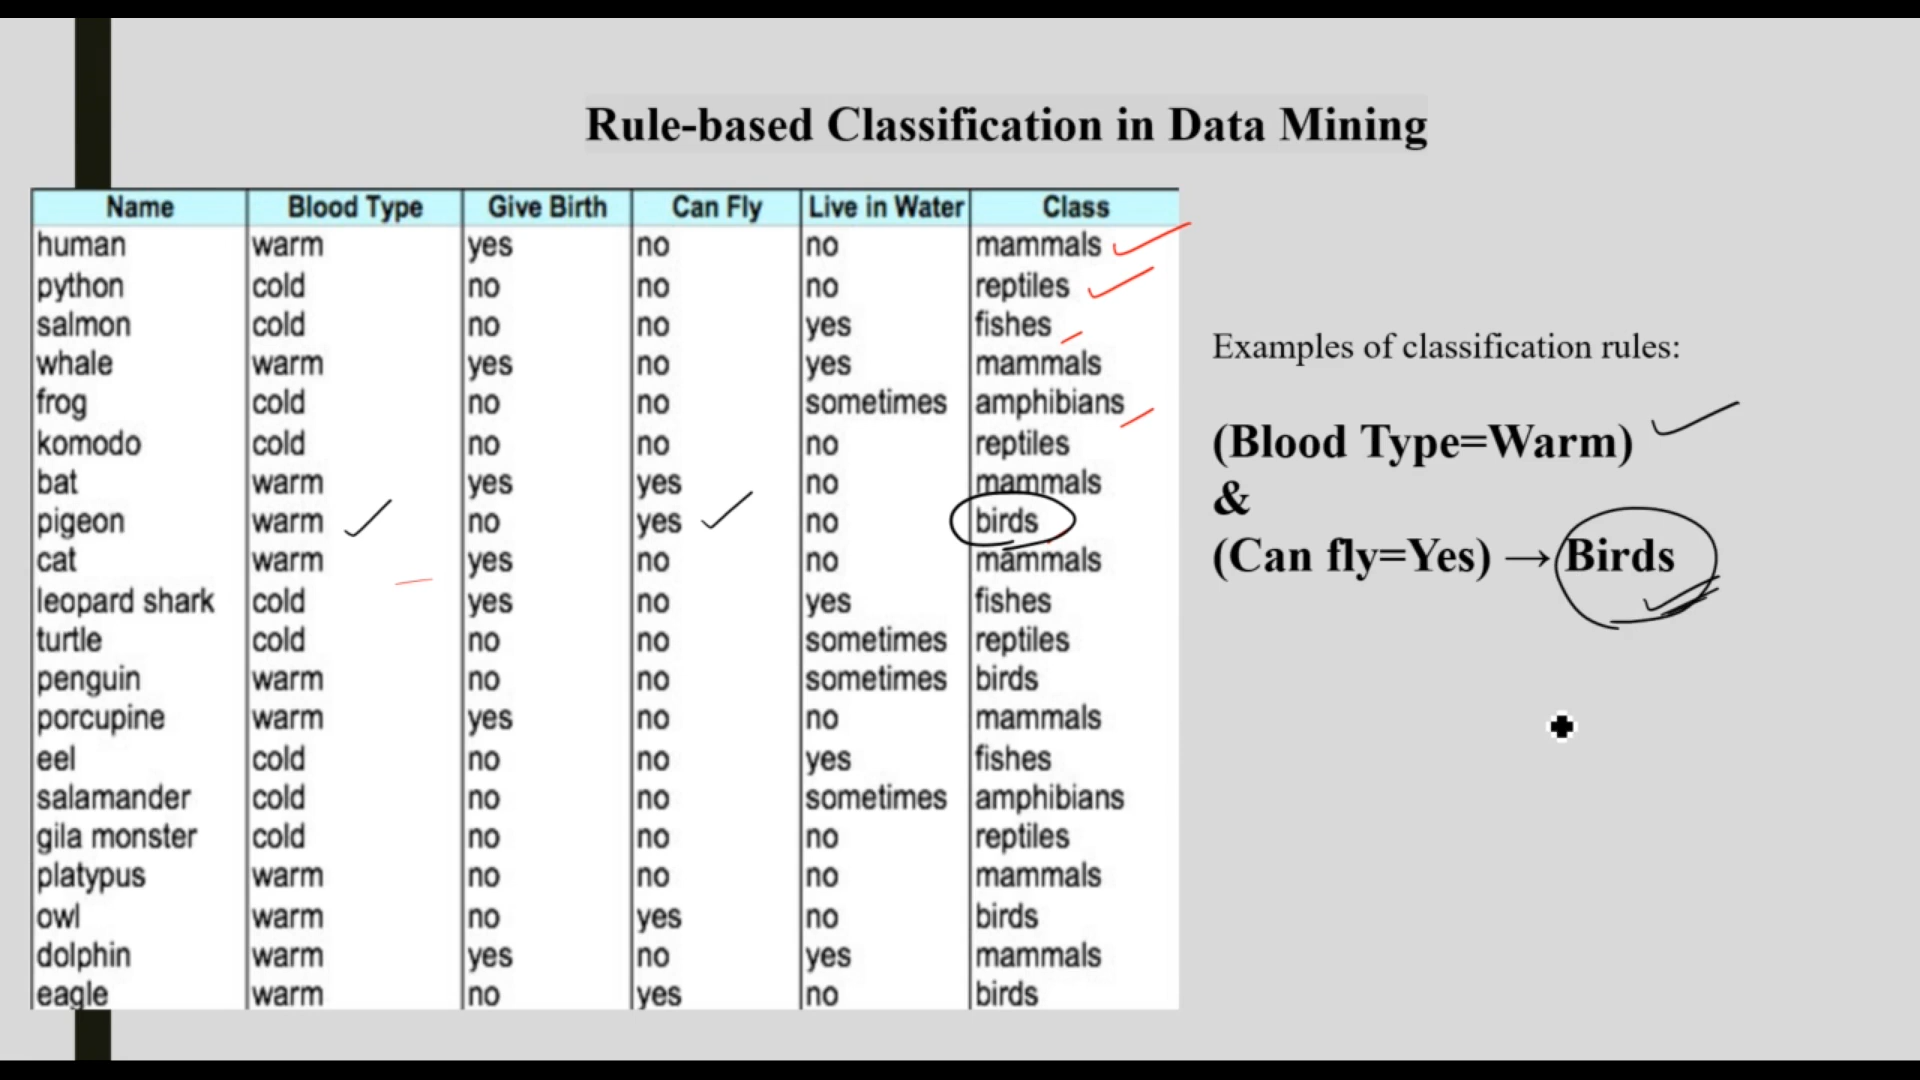 Rule-based Classification in Data Mining
Name Blood Type Give Birth Can Fly Live in Water Class
human warm yes no no mammals
python cold no no no reptiles
salmon cold no no yes fishes
whale warm yes no yes mammals
frog cold no no sometimes amphibians
komodo cold no no no reptiles
bat warm yes yes no mammals
pigeon warm no yes no birds
cat warm yes no no mammals
leopard shark cold yes no yes fishes
turtle cold no no sometimes reptiles
penguin warm no no sometimes birds
porcupine warm yes no no mammals
eel cold no no yes fishes
salamander cold no no sometimes amphibians
gila monster cold no no no reptiles
platypus warm no no no mammals
owl warm no yes no birds
dolphin warm yes no yes mammals
eagle warm no yes no birds
Examples of classification rules:
(Blood Type=Warm)
&
(Can fly=Yes) → Birds